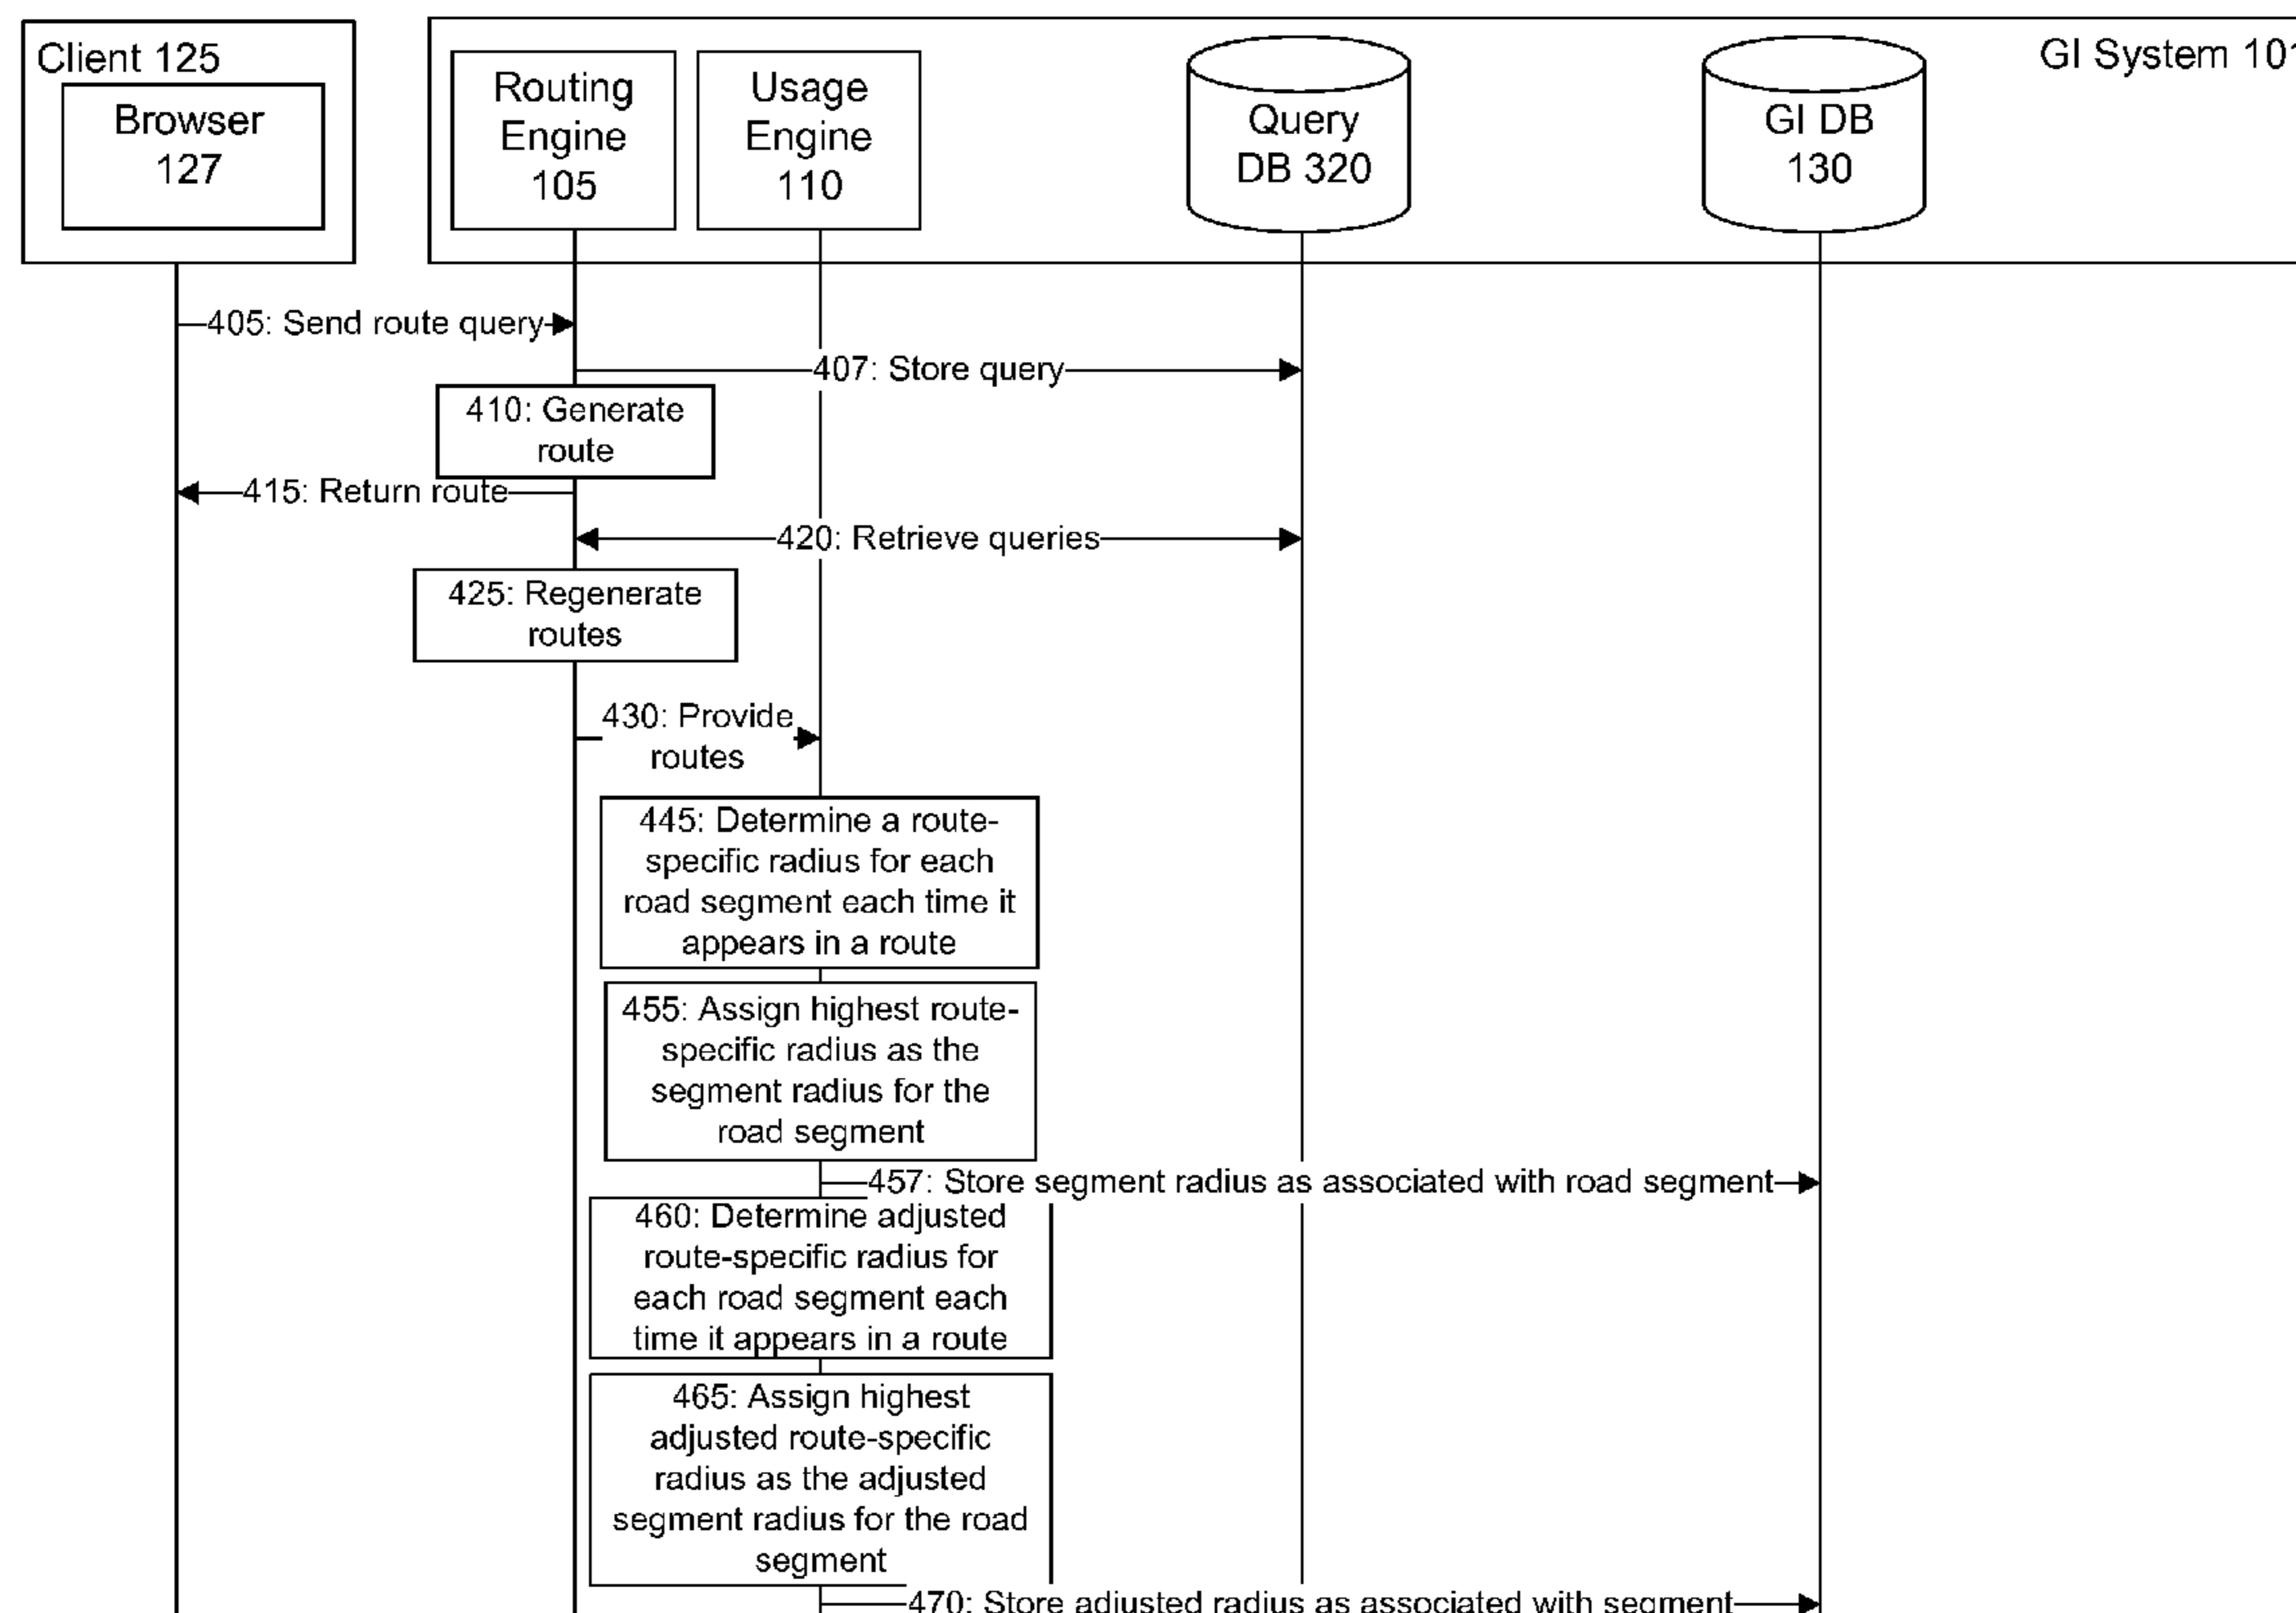 Client 125
Browser
127
Routing
Engine
105
Usage
Engine
110
Query
DB 320
GI DB
130
GI System 101
405: Send route query
407: Store query
410: Generate
route
415: Return route
420: Retrieve queries
425: Regenerate
routes
430: Provide
routes
445: Determine a route-
specific radius for each
road segment each time it
appears in a route
455: Assign highest route-
specific radius as the
segment radius for the
road segment
457: Store segment radius as associated with road segment
460: Determine adjusted
route-specific radius for
each road segment each
time it appears in a route
465: Assign highest
adjusted route-specific
radius as the adjusted
segment radius for the road
segment
470: Store adjusted radius as associated with segment